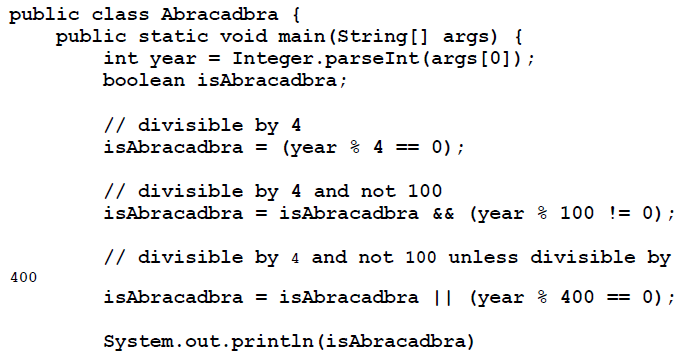 public class Abracadbra {
    public static void main(String[] args) {
        int year = Integer.parseInt(args[0]);
        boolean isAbracadbra;

        // divisible by 4
        isAbracadbra = (year % 4 == 0);

        // divisible by 4 and not 100
        isAbracadbra = isAbracadbra && (year % 100 != 0);

        // divisible by 4 and not 100 unless divisible by
400
        isAbracadbra = isAbracadbra || (year % 400 == 0);

        System.out.println(isAbracadbra)